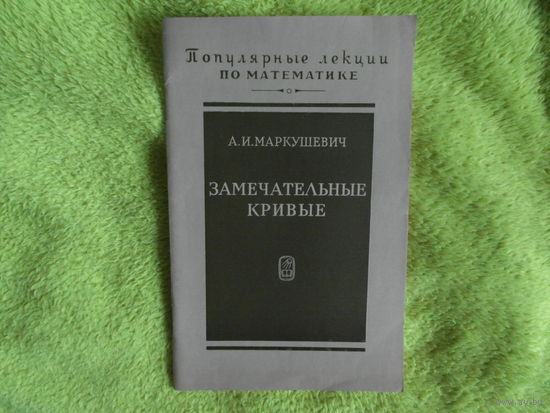 Популярные лекции
ПО МАТЕМАТИКЕ
А.И.МАРКУШЕВИЧ
ЗАМЕЧАТЕЛЬНЫЕ
КРИВЫЕ